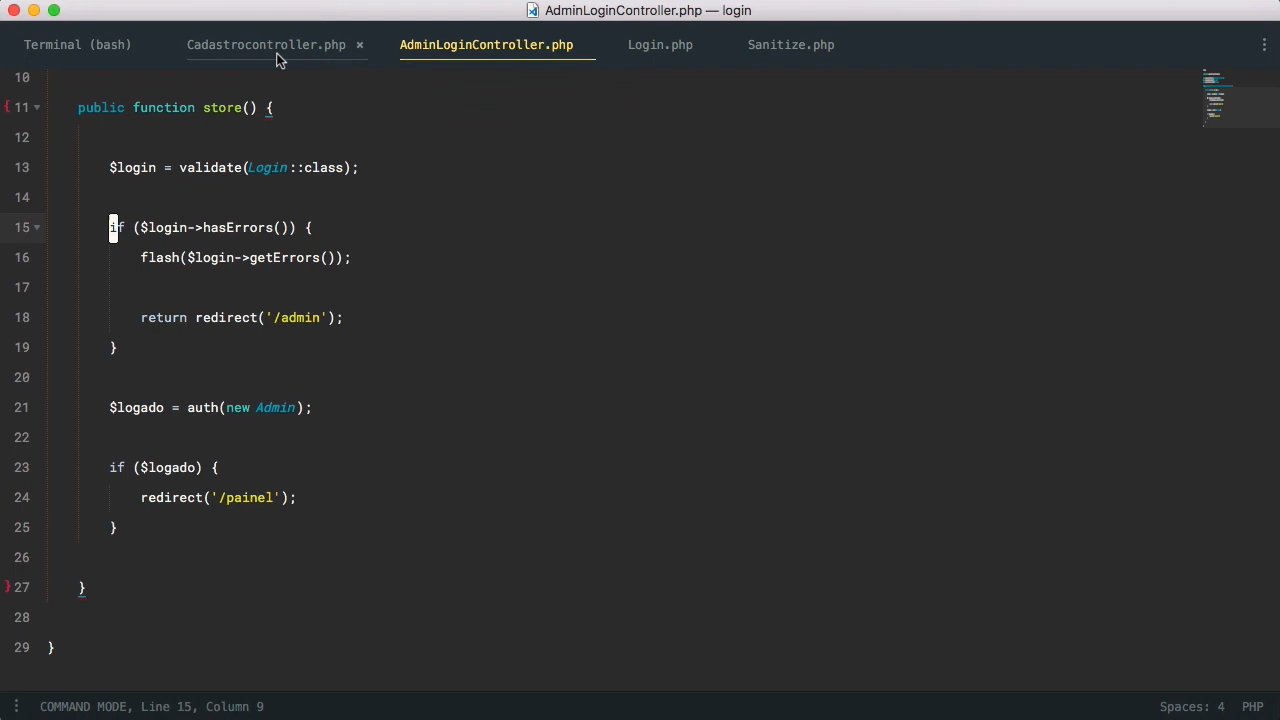 AdminLoginController.php — login
Terminal (bash) Cadastrocontroller.php × AdminLoginController.php Login.php Sanitize.php
10
{ 11 public function store() {
12
13 $login = validate(Login::class);
14
15 if ($login->hasErrors()) {
16 flash($login->getErrors());
17
18 return redirect('/admin');
19 }
20
21 $logado = auth(new Admin);
22
23 if ($logado) {
24 redirect('/painel');
25 }
26
} 27 }
28
29 }
COMMAND MODE, Line 15, Column 9 Spaces: 4 PHP